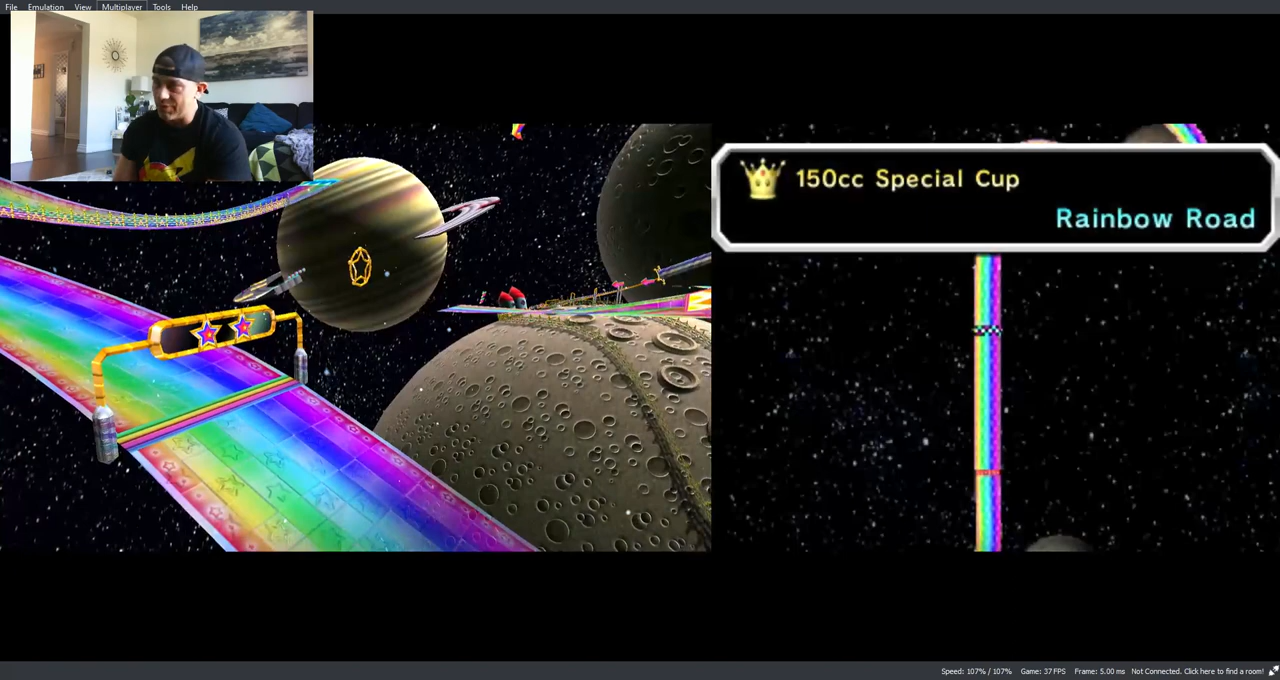 File Emulation View Multiplayer Tools Help
150cc Special Cup
Rainbow Road
Speed: 107% / 107% Game: 37 FPS Frame: 5.00 ms Not Connected. Click here to find a room!